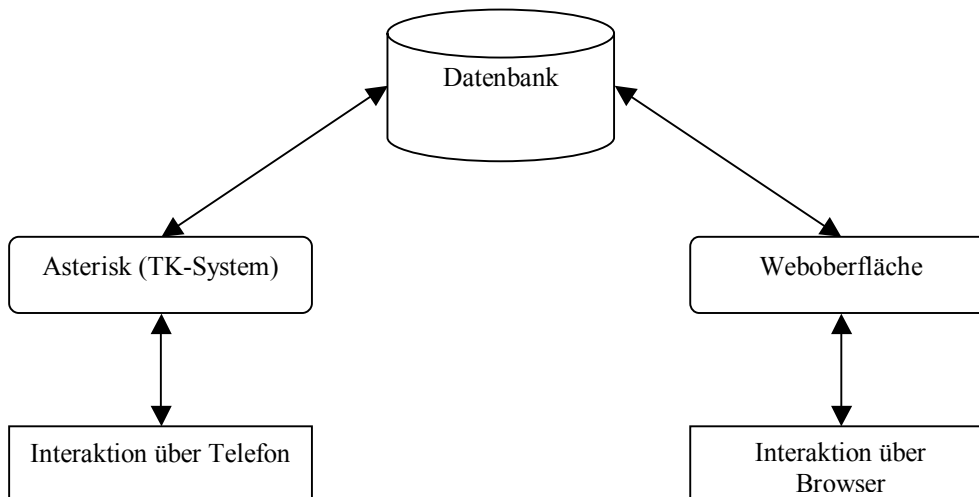 Datenbank
Asterisk (TK-System)
Weboberfläche
Interaktion über Telefon
Interaktion über
Browser